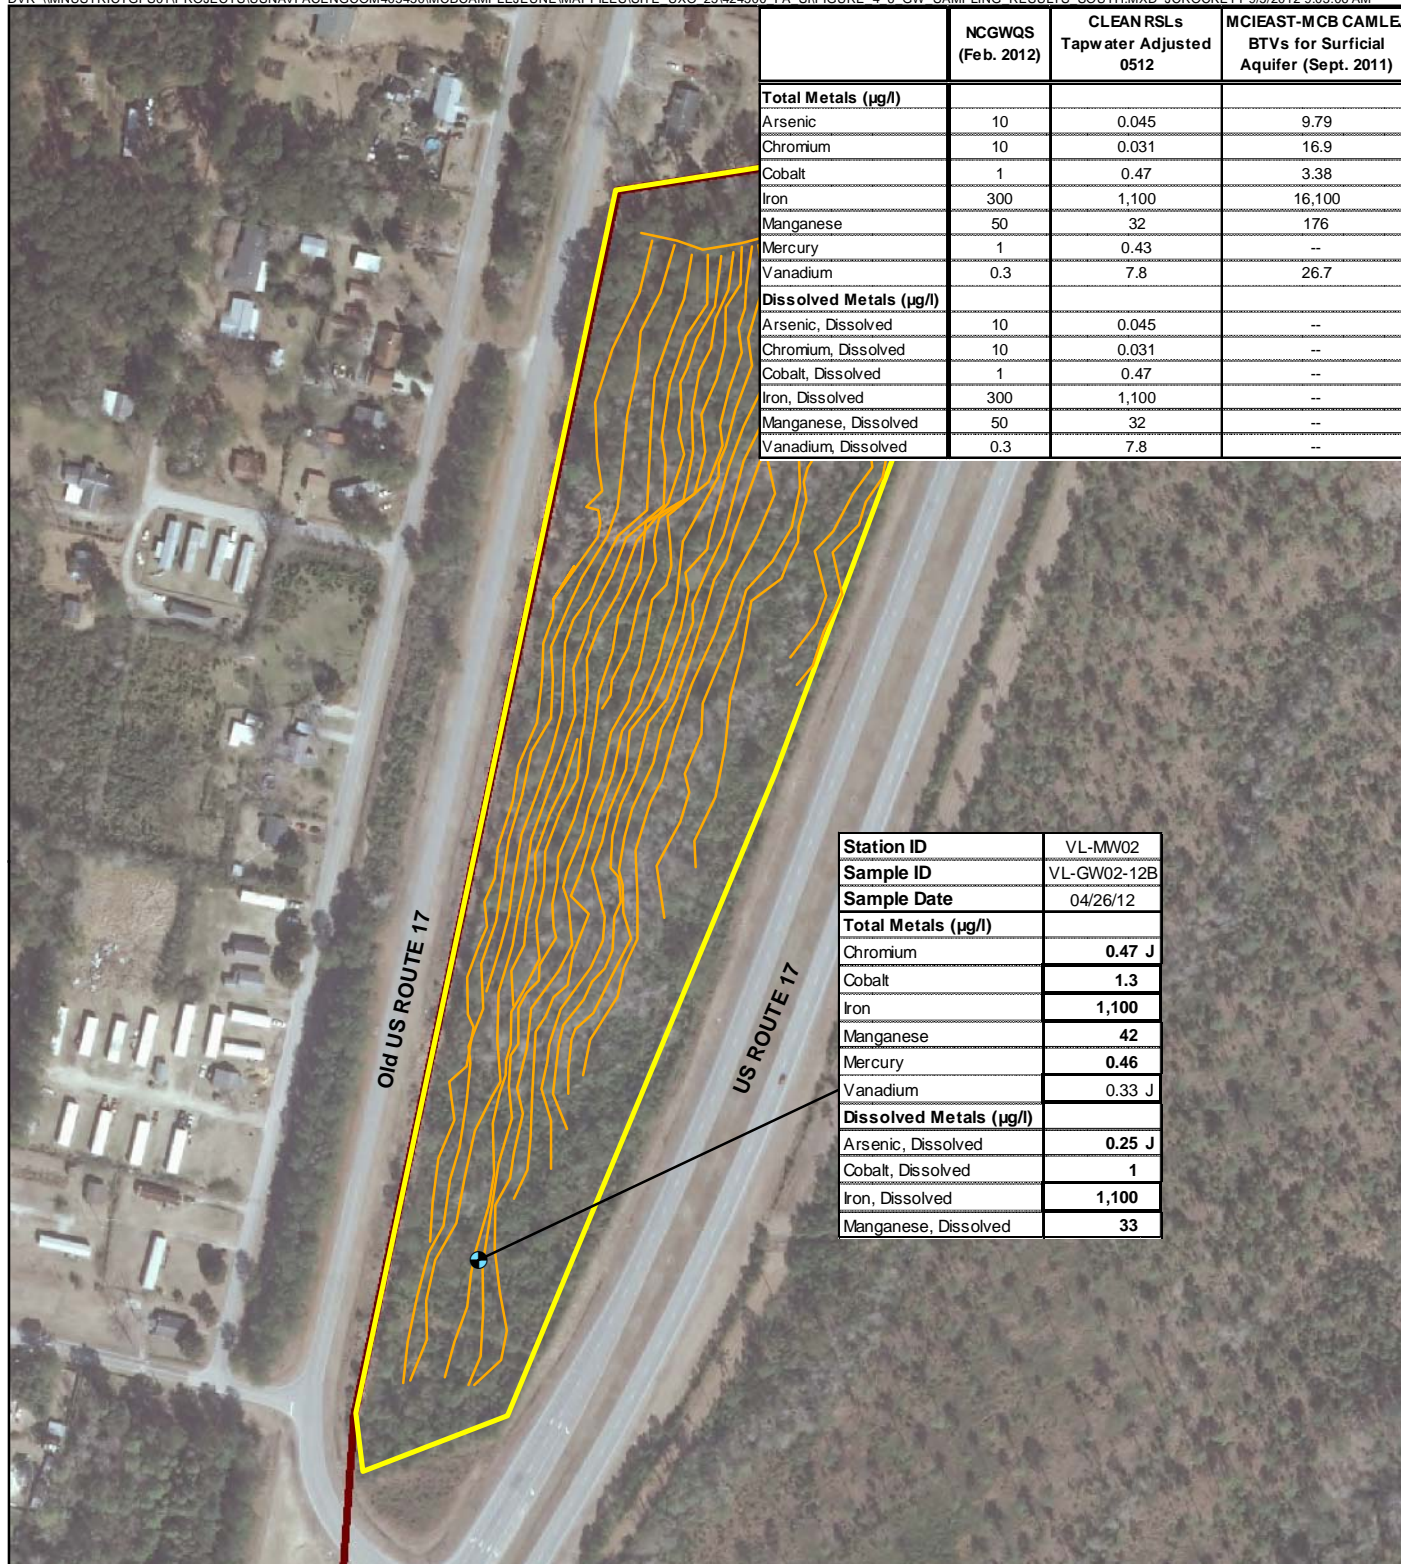 NCGWQS (Feb. 2012) | CLEAN RSLs Tapwater Adjusted 0512 | MCIEAST-MCB CAMLE BTVs for Surficial Aquifer (Sept. 2011)
Total Metals (µg/l)
Arsenic 10 0.045 9.79
Chromium 10 0.031 16.9
Cobalt 1 0.47 3.38
Iron 300 1,100 16,100
Manganese 50 32 176
Mercury 1 0.43 --
Vanadium 0.3 7.8 26.7
Dissolved Metals (µg/l)
Arsenic, Dissolved 10 0.045 --
Chromium, Dissolved 10 0.031 --
Cobalt, Dissolved 1 0.47 --
Iron, Dissolved 300 1,100 --
Manganese, Dissolved 50 32 --
Vanadium, Dissolved 0.3 7.8 --
Old US ROUTE 17
US ROUTE 17
Station ID VL-MW02
Sample ID VL-GW02-12B
Sample Date 04/26/12
Total Metals (µg/l)
Chromium 0.47 J
Cobalt 1.3
Iron 1,100
Manganese 42
Mercury 0.46
Vanadium 0.33 J
Dissolved Metals (µg/l)
Arsenic, Dissolved 0.25 J
Cobalt, Dissolved 1
Iron, Dissolved 1,100
Manganese, Dissolved 33